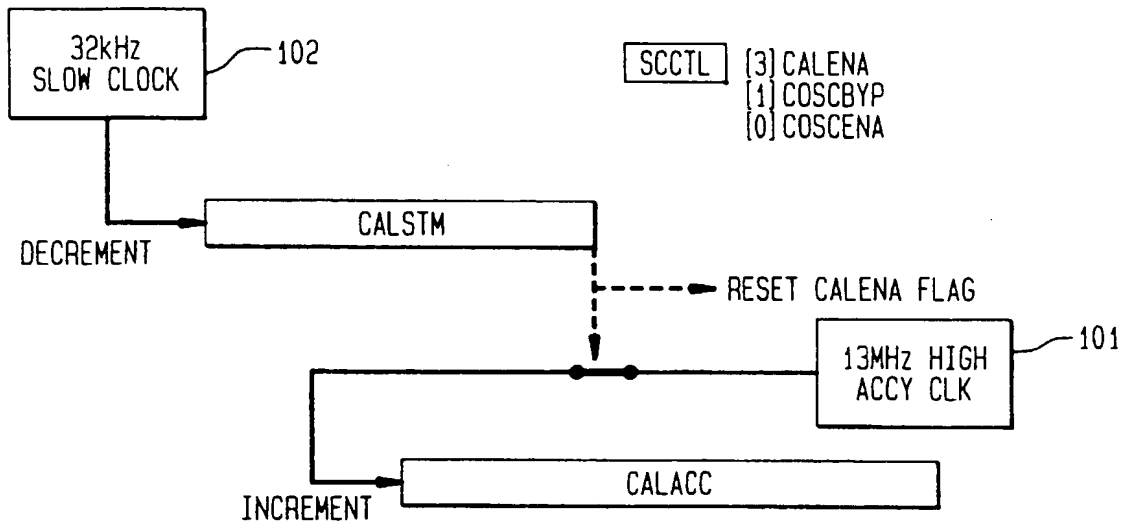 32kHz
SLOW CLOCK
102
SCCTL
[3] CALENA
[1] COSCBYP
[0] COSCENA
CALSTM
DECREMENT
RESET CALENA FLAG
101
13MHz HIGH
ACCY CLK
CALACC
INCREMENT